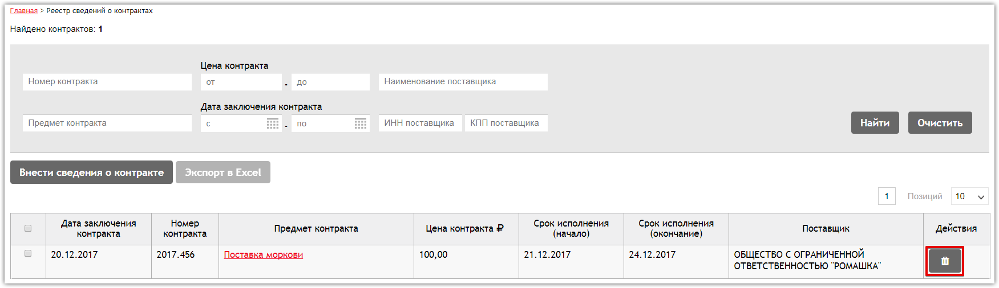 Главная > Реестр сведений о контрактах
Найдено контрактов: 1
Цена контракта
Номер контракта от - до Наименование поставщика
Дата заключения контракта
Предмет контракта с - по ИНН поставщика КПП поставщика Найти Очистить
Внести сведения о контракте Экспорт в Excel
1 Позиций 10
Дата заключения контракта Номер контракта Предмет контракта Цена контракта ₽ Срок исполнения (начало) Срок исполнения (окончание) Поставщик Действия
20.12.2017 2017.456 Поставка моркови 100,00 21.12.2017 24.12.2017 ОБЩЕСТВО С ОГРАНИЧЕННОЙ
ОТВЕТСТВЕННОСТЬЮ "РОМАШКА"